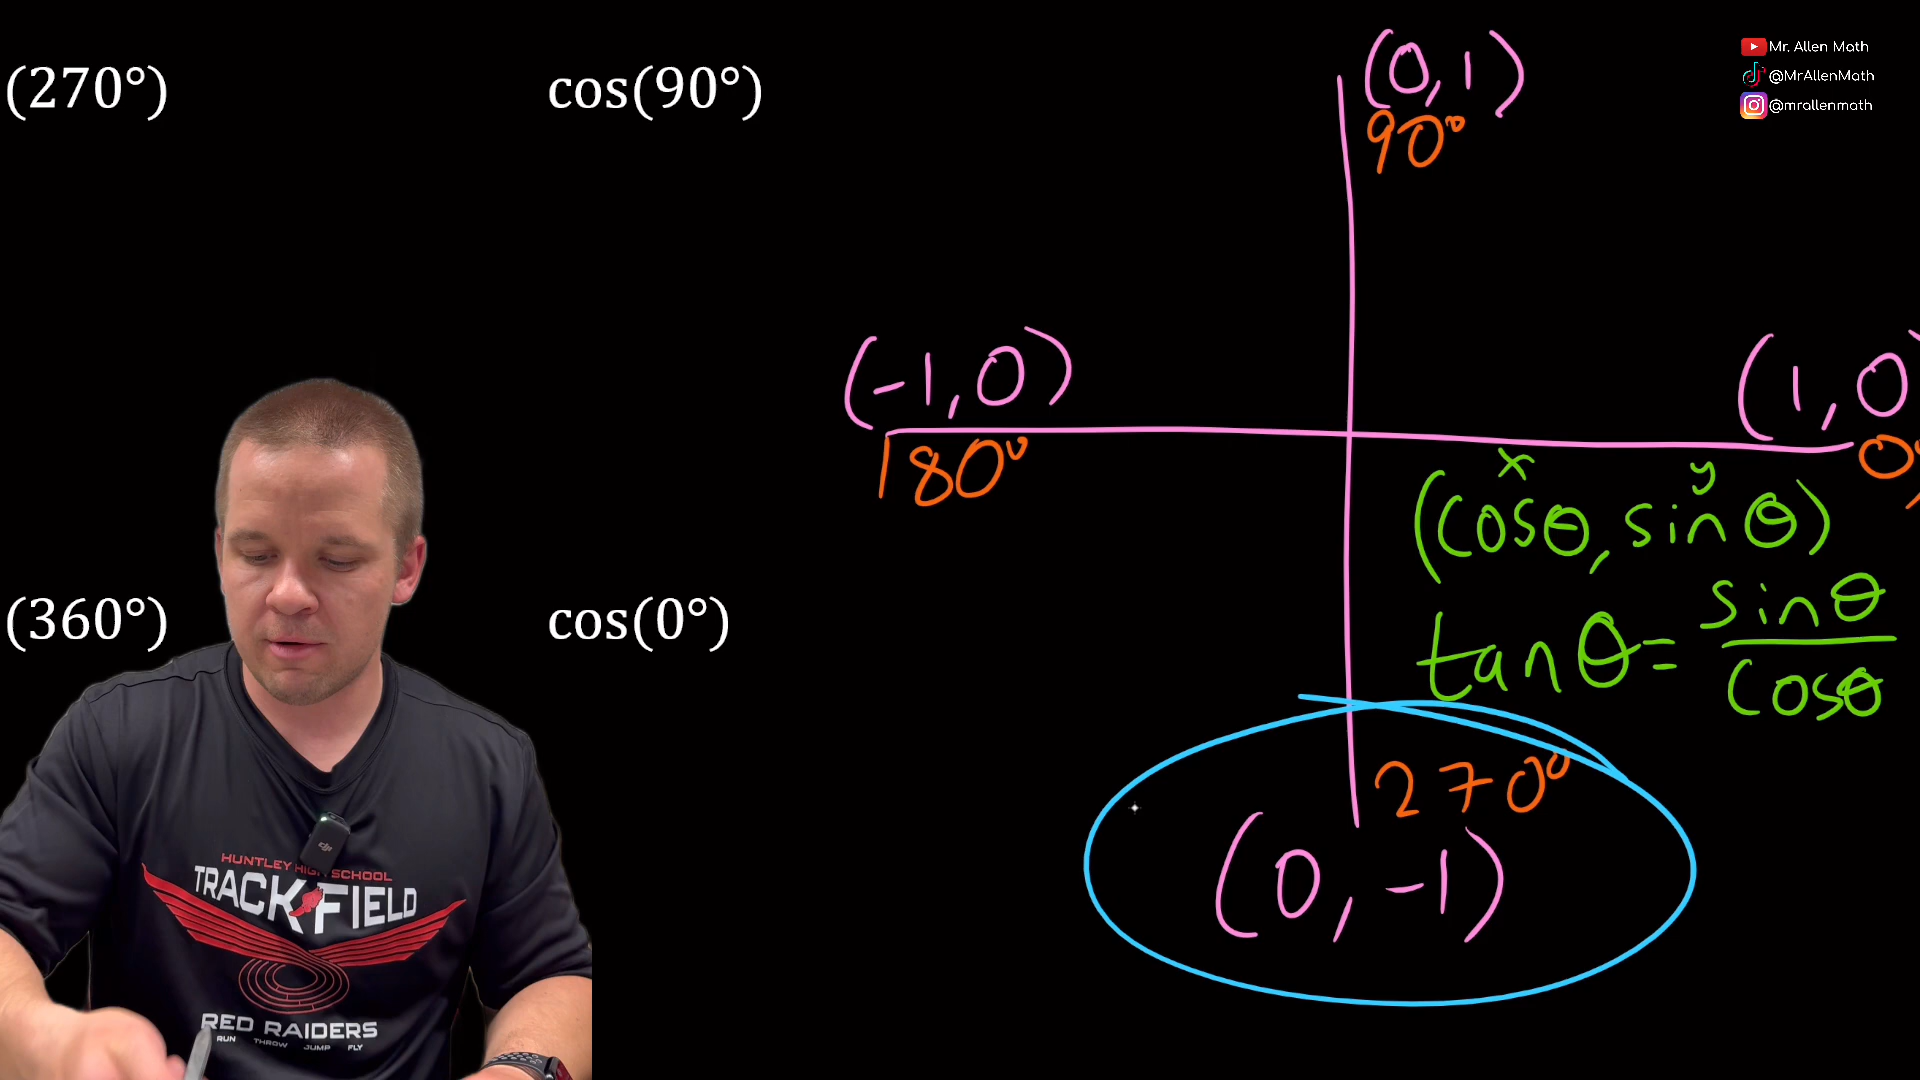 (270°)
cos(90°)
(0,1)
90°
Mr. Allen Math
@MrAllenMath
@mrallenmath
(-1,0)
180°
(1,0
0°
x y
(cosθ, sinθ)
tanθ = sinθ
cosθ
(360°)
cos(0°)
270°
(0,-1)
dji
HUNTLEY HIGH SCHOOL
TRACK FIELD
RED RAIDERS
RUN THROW JUMP FLY